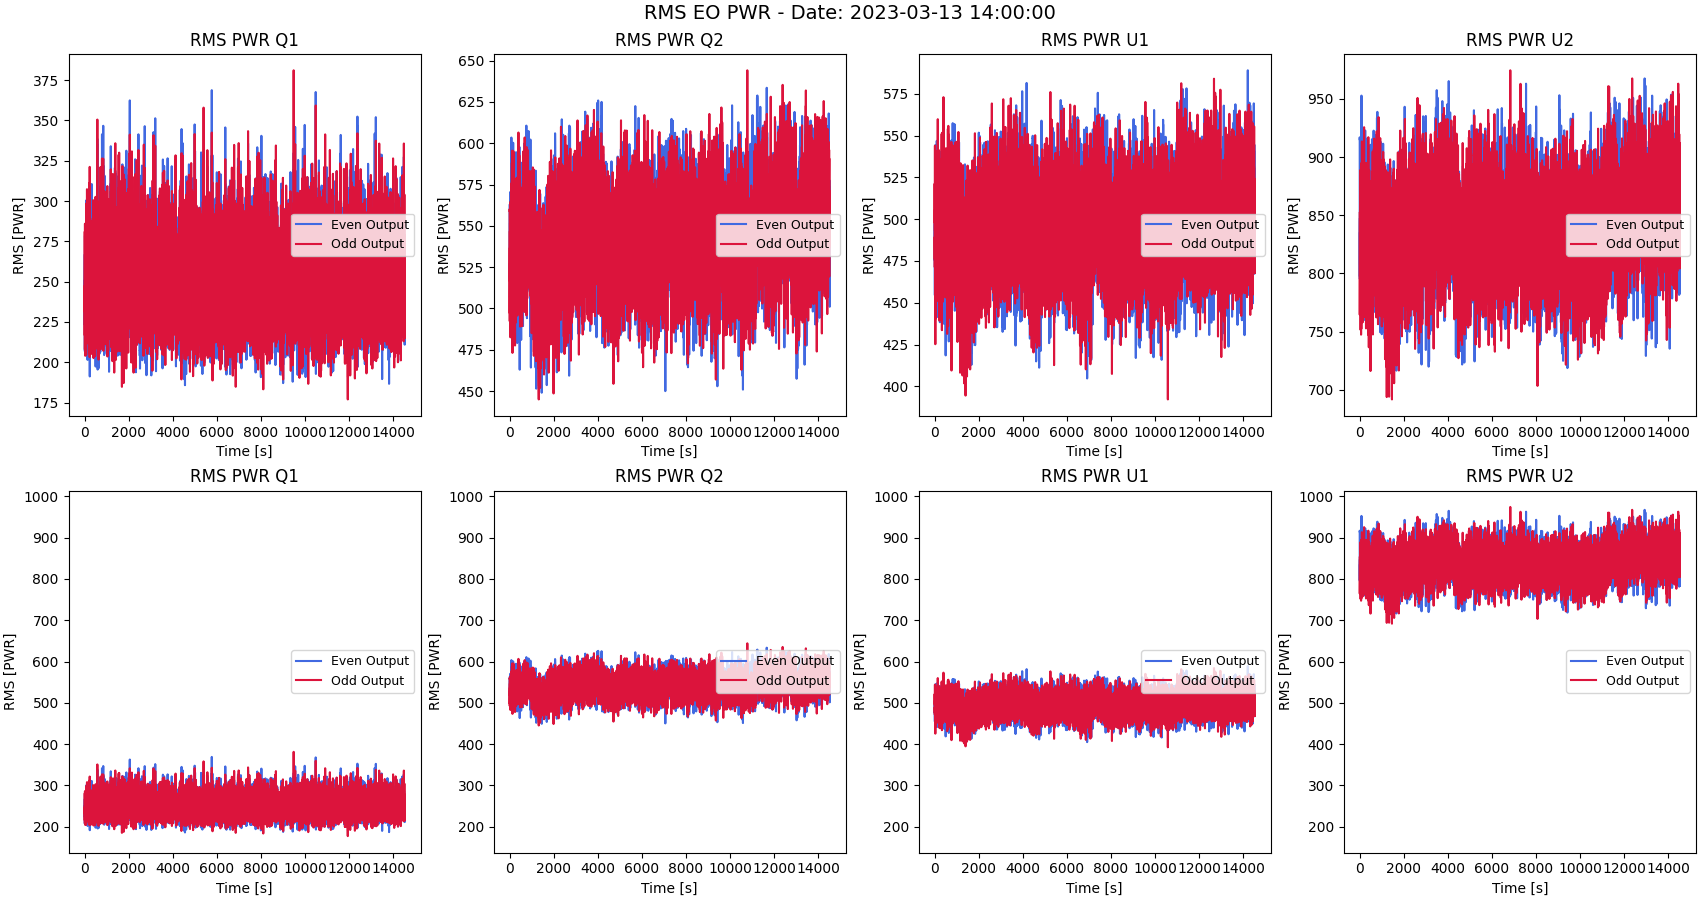 RMS EO PWR - Date: 2023-03-13 14:00:00
RMS PWR Q1
RMS [PWR]
375
350
325
300
275
250
225
200
175
Even Output
Odd Output
0 2000 4000 6000 8000 10000 12000 14000
Time [s]
RMS PWR Q2
RMS [PWR]
650
625
600
575
550
525
500
475
450
Even Output
Odd Output
0 2000 4000 6000 8000 10000 12000 14000
Time [s]
RMS PWR U1
RMS [PWR]
575
550
525
500
475
450
425
400
Even Output
Odd Output
0 2000 4000 6000 8000 10000 12000 14000
Time [s]
RMS PWR U2
RMS [PWR]
950
900
850
800
750
700
Even Output
Odd Output
0 2000 4000 6000 8000 10000 12000 14000
Time [s]
RMS PWR Q1
RMS [PWR]
1000
900
800
700
600
500
400
300
200
Even Output
Odd Output
0 2000 4000 6000 8000 10000 12000 14000
Time [s]
RMS PWR Q2
RMS [PWR]
1000
900
800
700
600
500
400
300
200
Even Output
Odd Output
0 2000 4000 6000 8000 10000 12000 14000
Time [s]
RMS PWR U1
RMS [PWR]
1000
900
800
700
600
500
400
300
200
Even Output
Odd Output
0 2000 4000 6000 8000 10000 12000 14000
Time [s]
RMS PWR U2
RMS [PWR]
1000
900
800
700
600
500
400
300
200
Even Output
Odd Output
0 2000 4000 6000 8000 10000 12000 14000
Time [s]